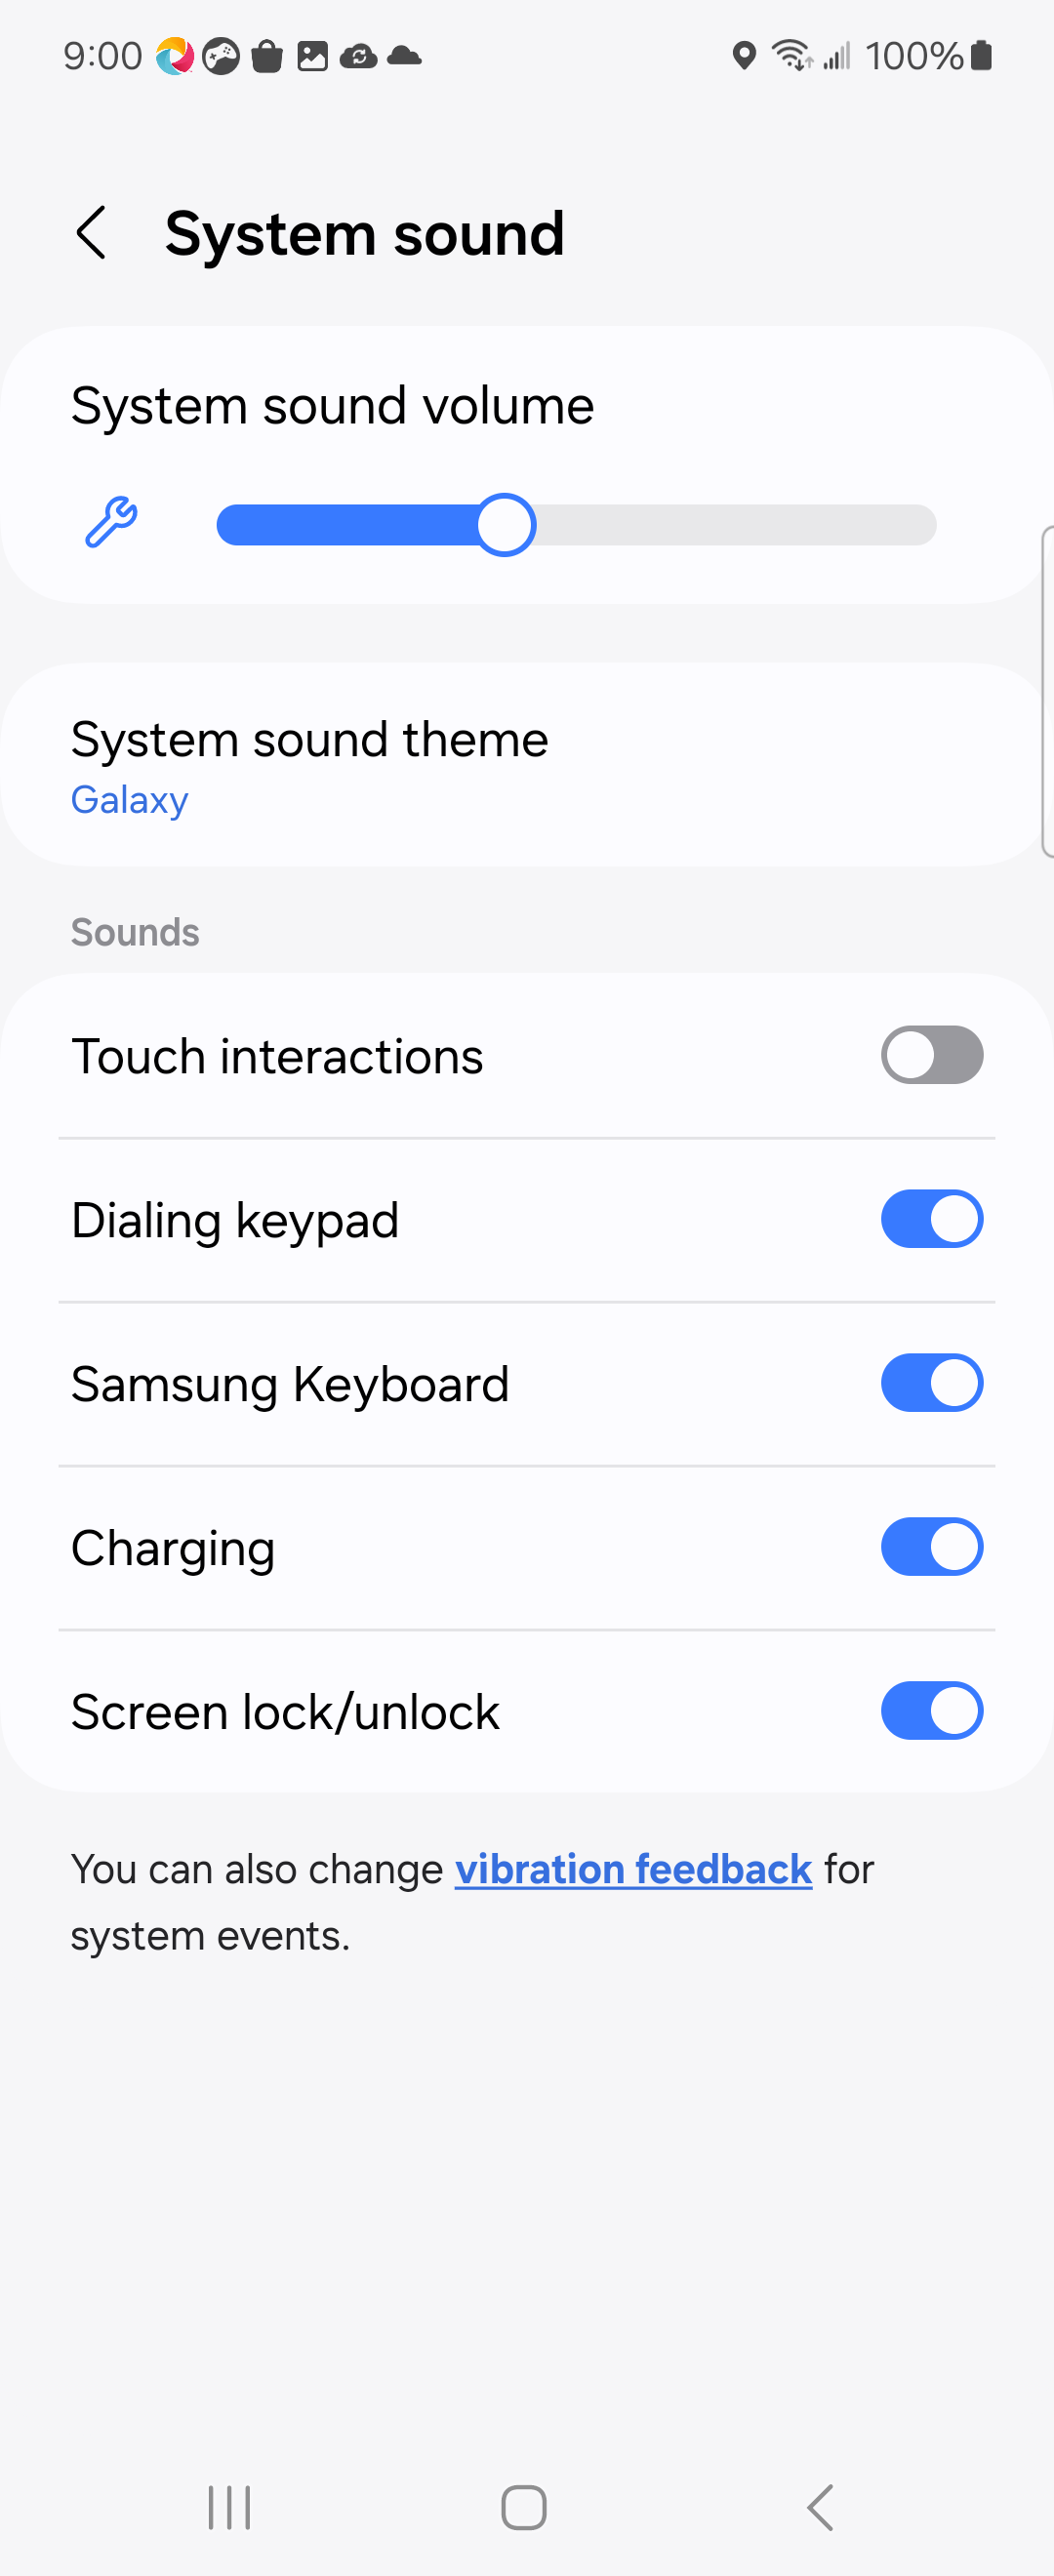 9:00 100%
System sound
System sound volume
System sound theme
Galaxy
Sounds
Touch interactions
Dialing keypad
Samsung Keyboard
Charging
Screen lock/unlock
You can also change vibration feedback for
system events.